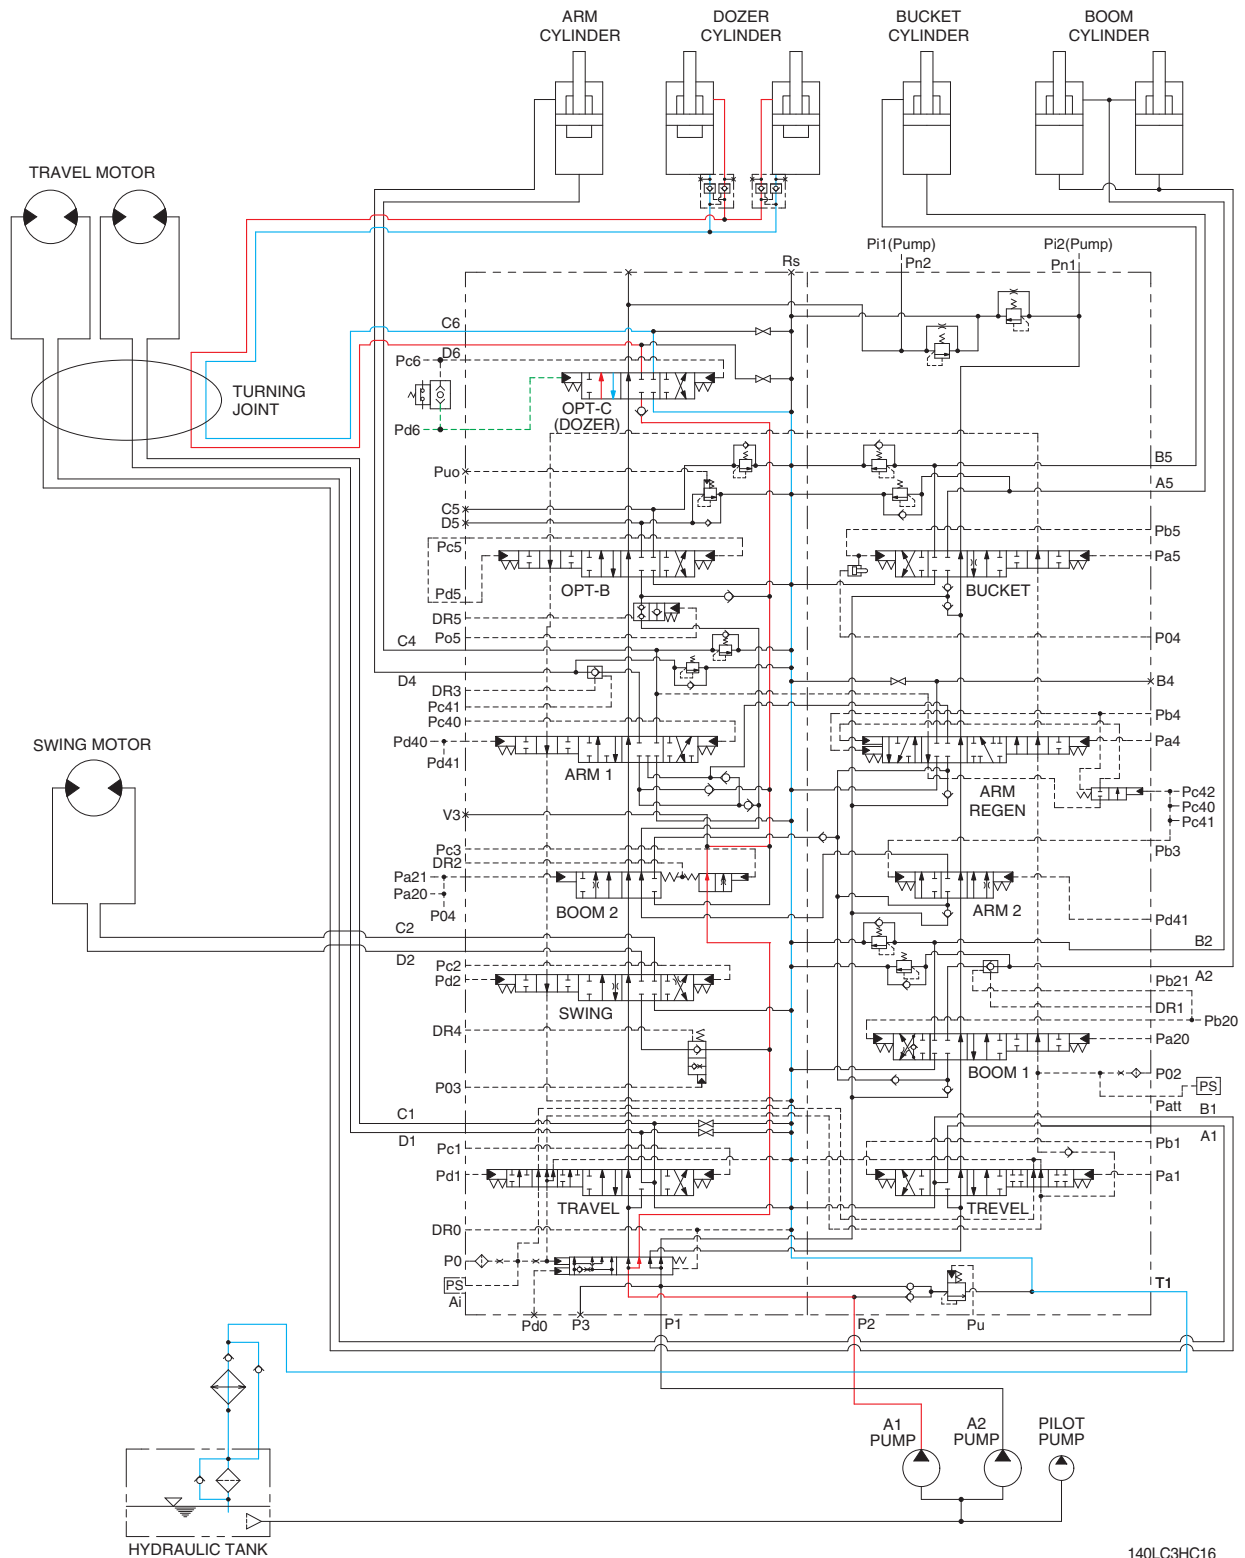 ARM
CYLINDER
DOZER
CYLINDER
BUCKET
CYLINDER
BOOM
CYLINDER
TRAVEL MOTOR
TURNING
JOINT
SWING MOTOR
Pi1(Pump)
Pn2
Pi2(Pump)
Pn1
Rs
C6
D6
Pc6
Pd6
OPT-C
(DOZER)
Puo
C5
D5
Pc5
Pd5
OPT-B
DR5
Po5
C4
D4
DR3
Pc41
Pc40
Pd40
Pd41
ARM 1
V3
Pc3
DR2
Pa21
Pa20
P04
BOOM 2
C2
D2
Pc2
Pd2
SWING
DR4
P03
C1
D1
Pc1
Pd1
TRAVEL
DR0
P0
PS
Ai
Pd0
P3
P1
P2
Pu
B5
A5
Pb5
Pa5
BUCKET
P04
B4
Pb4
Pa4
ARM
REGEN
Pc42
Pc40
Pc41
Pb3
ARM 2
Pd41
B2
A2
Pb21
DR1
Pb20
Pa20
BOOM 1
P02
PS
Patt
B1
A1
Pb1
Pa1
TREVEL
T1
A1
PUMP
A2
PUMP
PILOT
PUMP
HYDRAULIC TANK
140LC3HC16